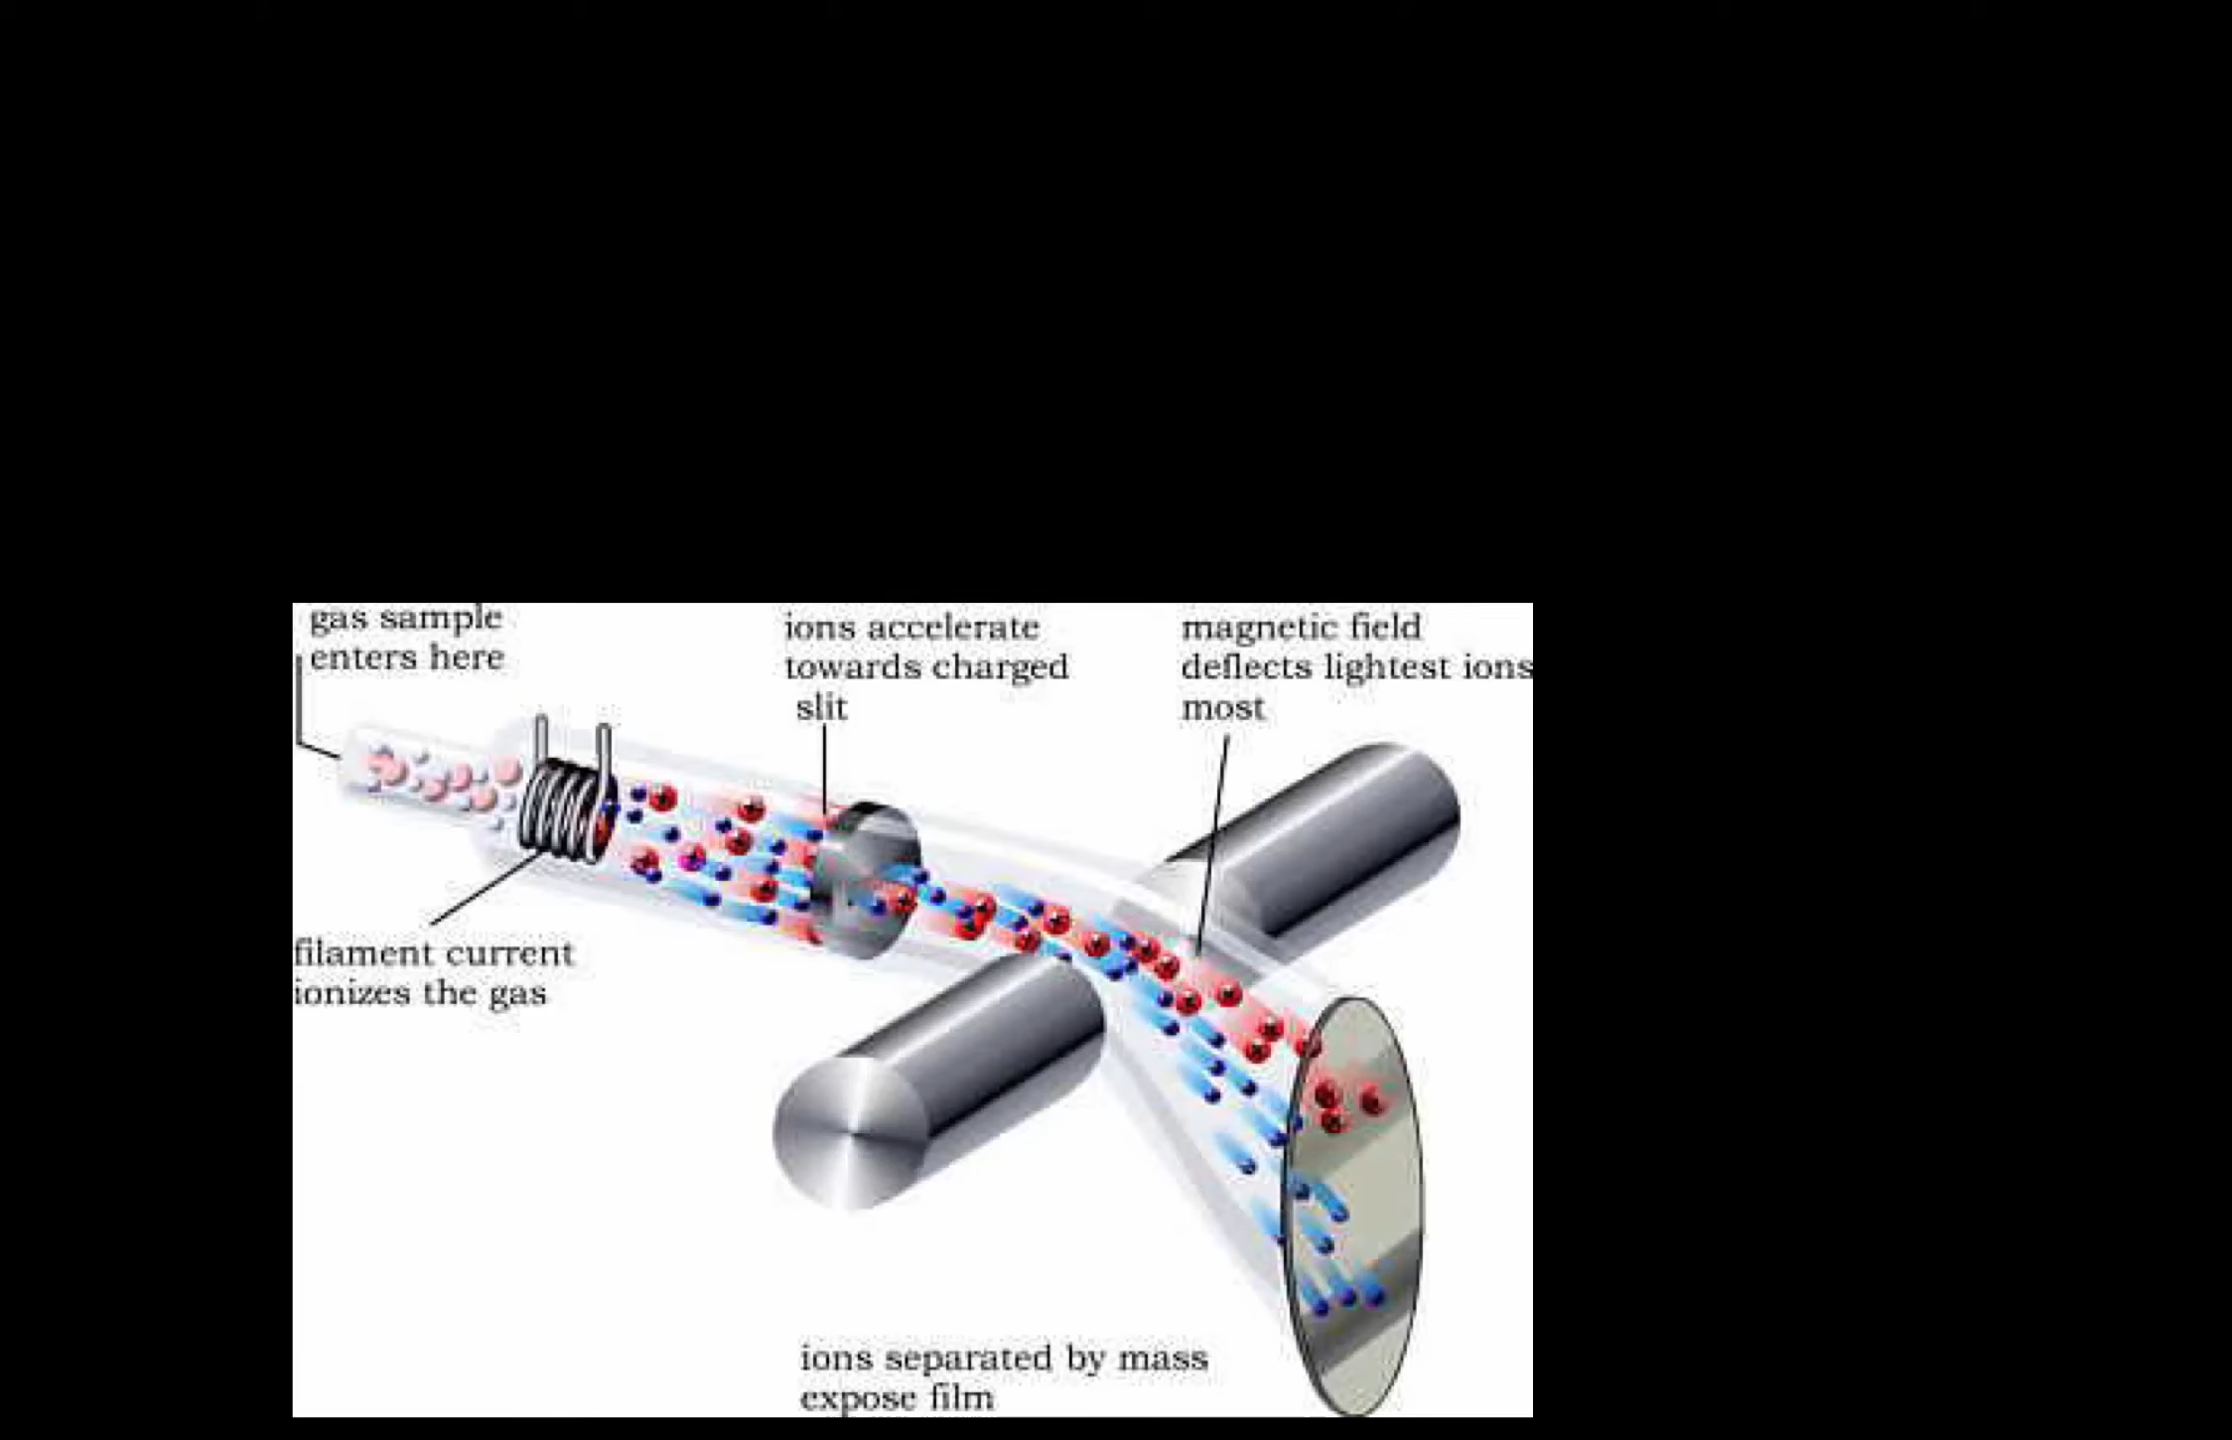 gas sample
enters here
ions accelerate
towards charged
slit
magnetic field
deflects lightest ions
most
filament current
ionizes the gas
ions separated by mass
expose film